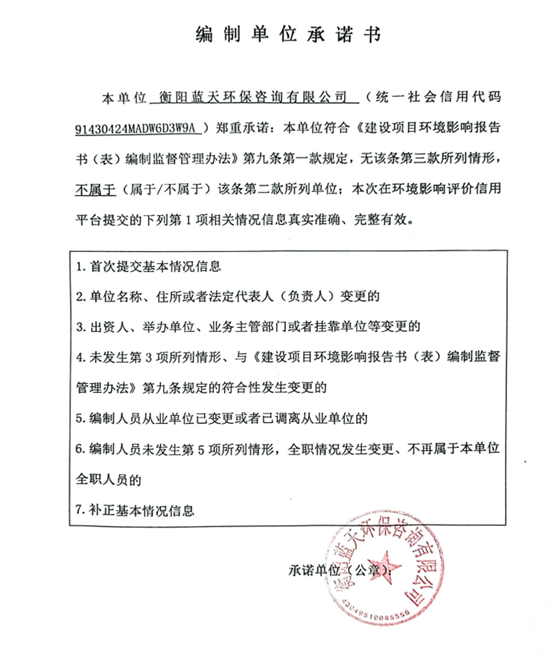 编制单位承诺书
本单位 衡阳蓝天环保咨询有限公司 （统一社会信用代码
91430424MADW6D3W9A ）郑重承诺：本单位符合《建设项目环境影响报告
书（表）编制监督管理办法》第九条第一款规定，无该条第三款所列情形，
不属于（属于/不属于）该条第二款所列单位；本次在环境影响评价信用
平台提交的下列第 1 项相关情况信息真实准确、完整有效。
1. 首次提交基本情况信息
2. 单位名称、住所或者法定代表人（负责人）变更的
3. 出资人、举办单位、业务主管部门或者挂靠单位等变更的
4. 未发生第 3 项所列情形、与《建设项目环境影响报告书（表）编制监督
管理办法》第九条规定的符合性发生变更的
5. 编制人员从业单位已变更或者已调离从业单位的
6. 编制人员未发生第 5 项所列情形，全职情况发生变更、不再属于本单位
全职人员的
7. 补正基本情况信息
承诺单位（公章）：
衡阳蓝天环保咨询有限公司
43049510085556